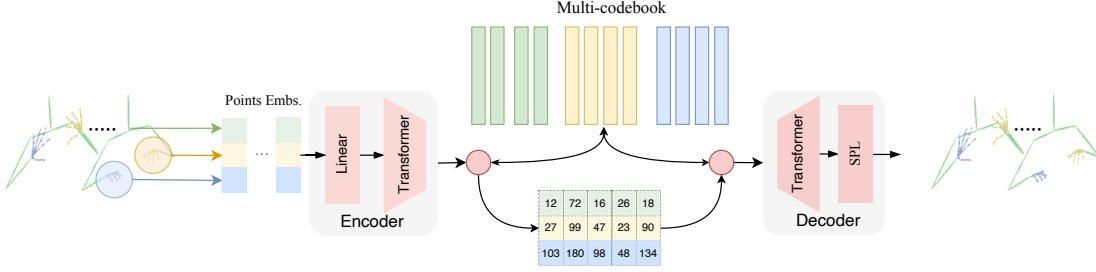 Multi-codebook
Points Embs.
...
Linear
Transformer
Encoder
12 72 16 26 18
27 99 47 23 90
103 180 98 48 134
Transformer
SPL
Decoder